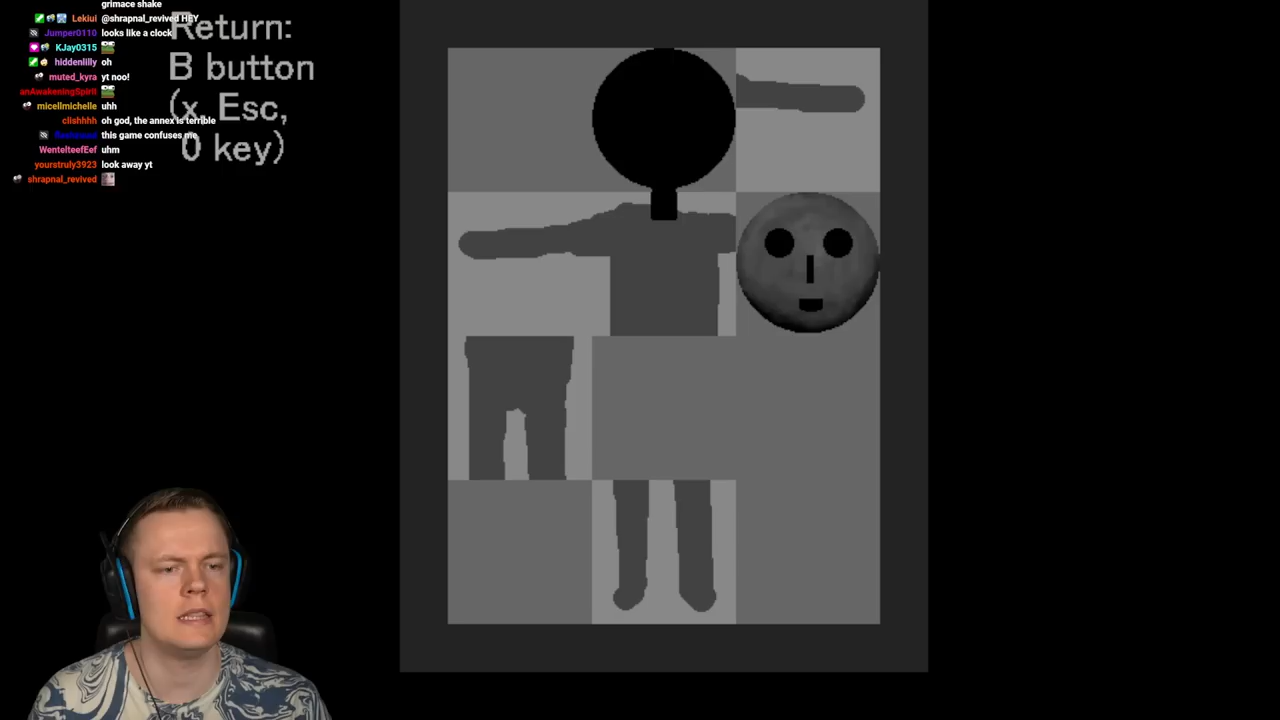 grimace shake
Lekiui @shrapnal_revived HEY
Jumper0110 looks like a clock
KJay0315
hiddenlilly oh
muted_kyra yt noo!
anAwakeningSpirit
micellmichelle uhh
clishhhh oh god, the annex is terrible
this game confuses me
WentelteefEef uhm
yourstruly3923 look away yt
shrapnal_revived
Return:
B button
(x, Esc,
0 key)